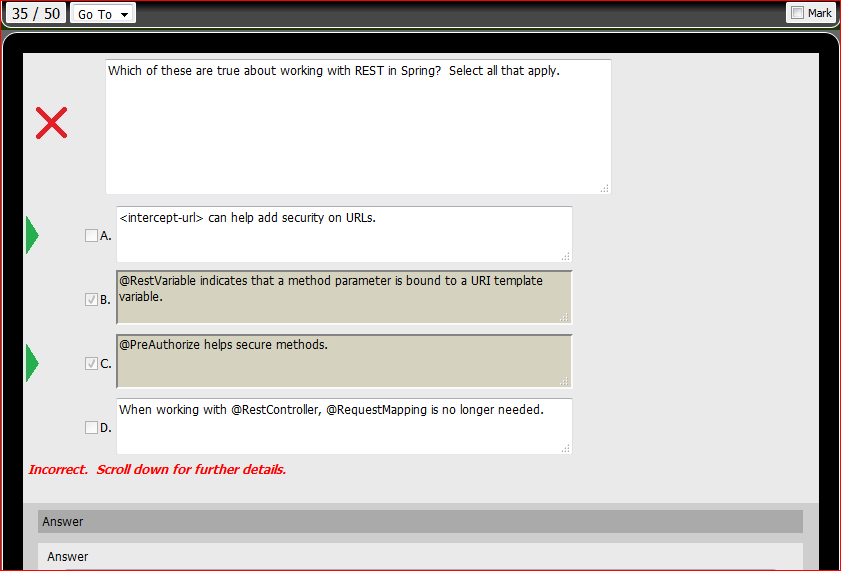 35 / 50
Go To
Mark
Which of these are true about working with REST in Spring?  Select all that apply.
A.
<intercept-url> can help add security on URLs.
B.
@RestVariable indicates that a method parameter is bound to a URI template
variable.
C.
@PreAuthorize helps secure methods.
D.
When working with @RestController, @RequestMapping is no longer needed.
Incorrect.  Scroll down for further details.
Answer
Answer